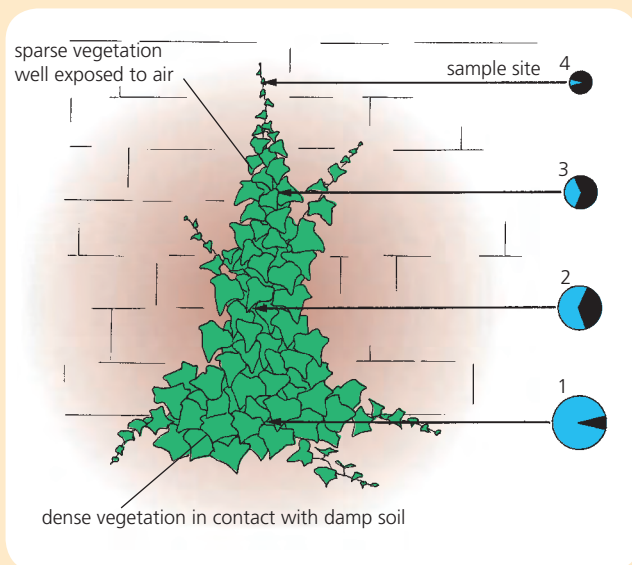 sparse vegetation
well exposed to air
sample site
4
3
2
1
dense vegetation in contact with damp soil